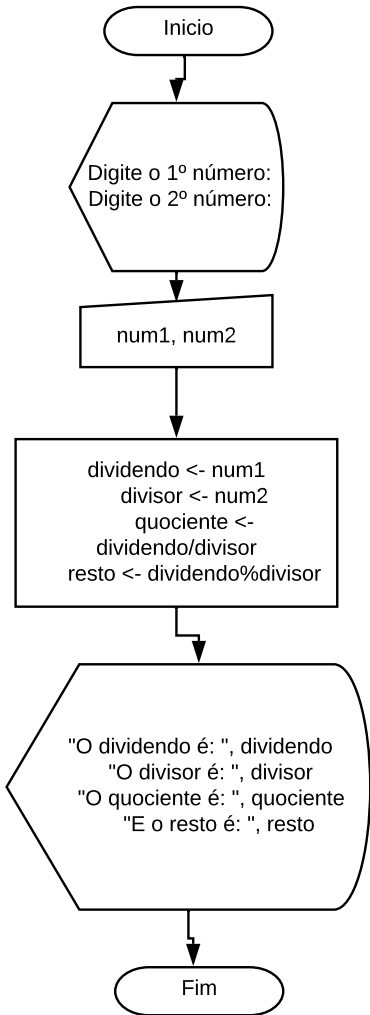 Inicio
Digite o 1º número:
Digite o 2º número:
num1, num2
dividendo <- num1
divisor <- num2
quociente <-
dividendo/divisor
resto <- dividendo%divisor
"O dividendo é: ", dividendo
"O divisor é: ", divisor
"O quociente é: ", quociente
"E o resto é: ", resto
Fim